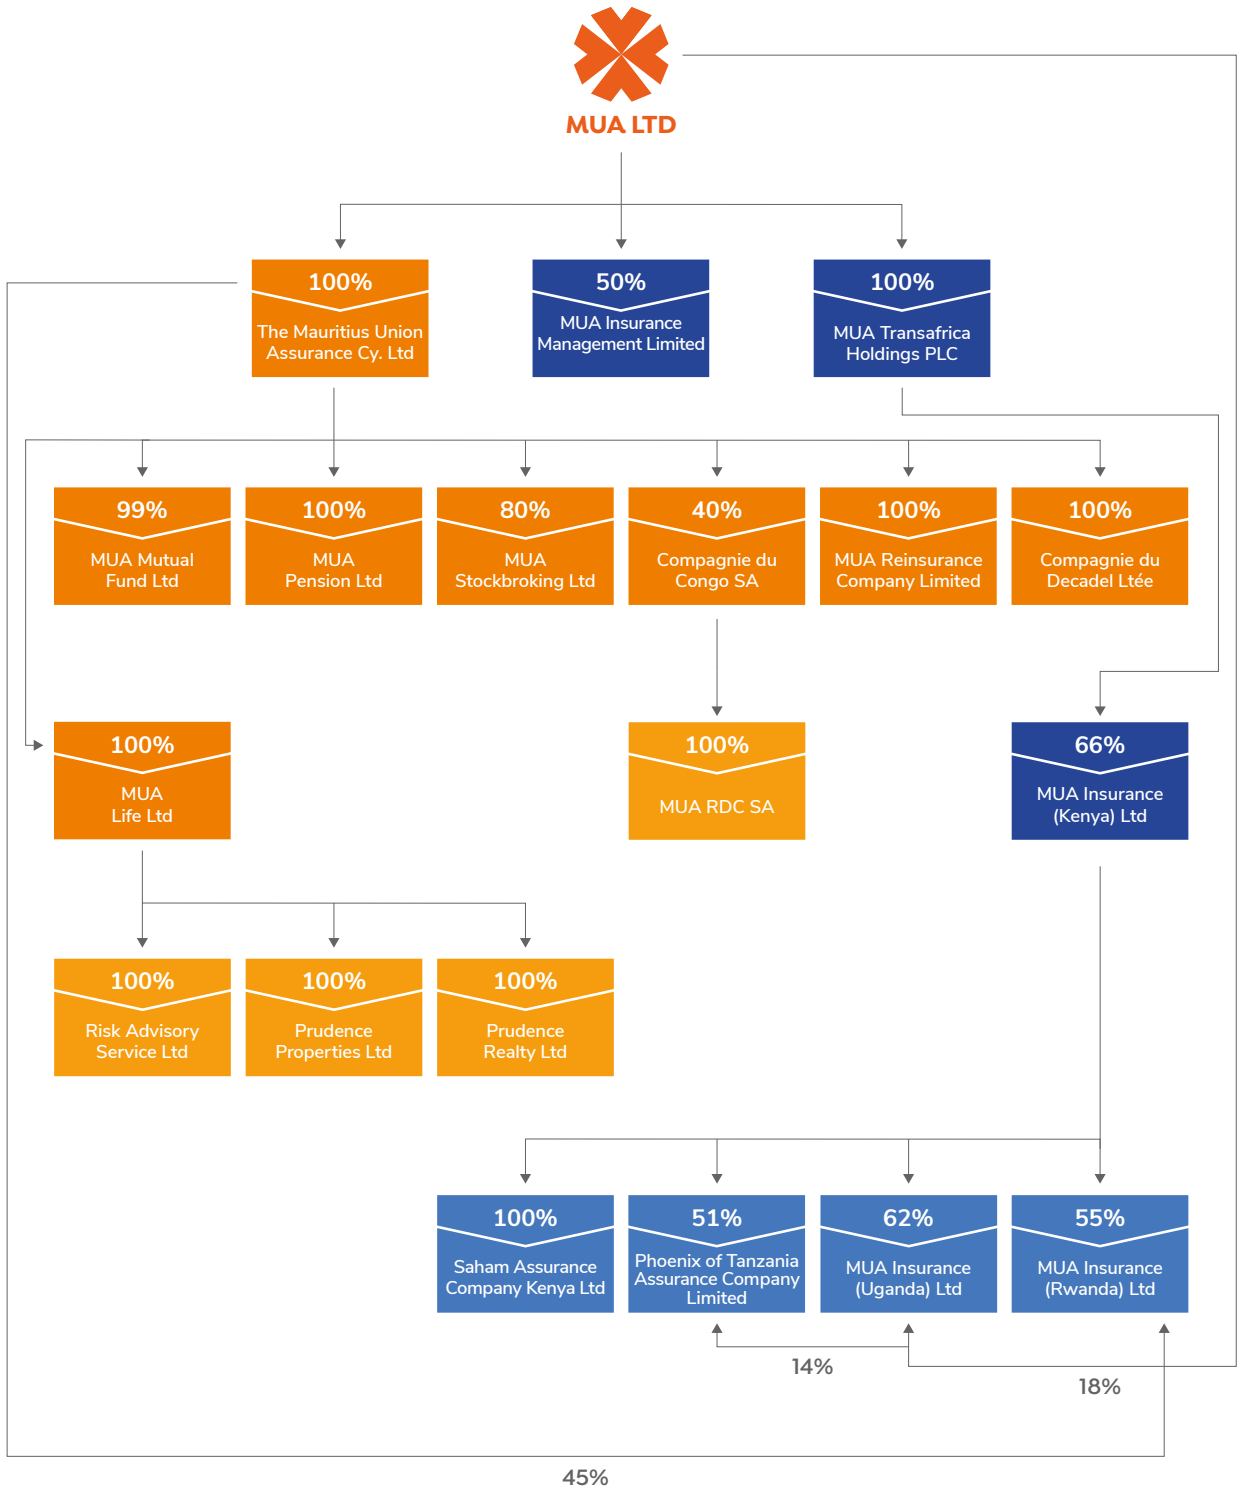 MUA LTD
100%
The Mauritius Union
Assurance Cy. Ltd
50%
MUA Insurance
Management Limited
100%
MUA Transafrica
Holdings PLC
99%
MUA Mutual
Fund Ltd
100%
MUA
Pension Ltd
80%
MUA
Stockbroking Ltd
40%
Compagnie du
Congo SA
100%
MUA Reinsurance
Company Limited
100%
Compagnie du
Decadel Ltée
100%
MUA
Life Ltd
100%
MUA RDC SA
66%
MUA Insurance
(Kenya) Ltd
100%
Risk Advisory
Service Ltd
100%
Prudence
Properties Ltd
100%
Prudence
Realty Ltd
100%
Saham Assurance
Company Kenya Ltd
51%
Phoenix of Tanzania
Assurance Company
Limited
62%
MUA Insurance
(Uganda) Ltd
55%
MUA Insurance
(Rwanda) Ltd
14%
18%
45%